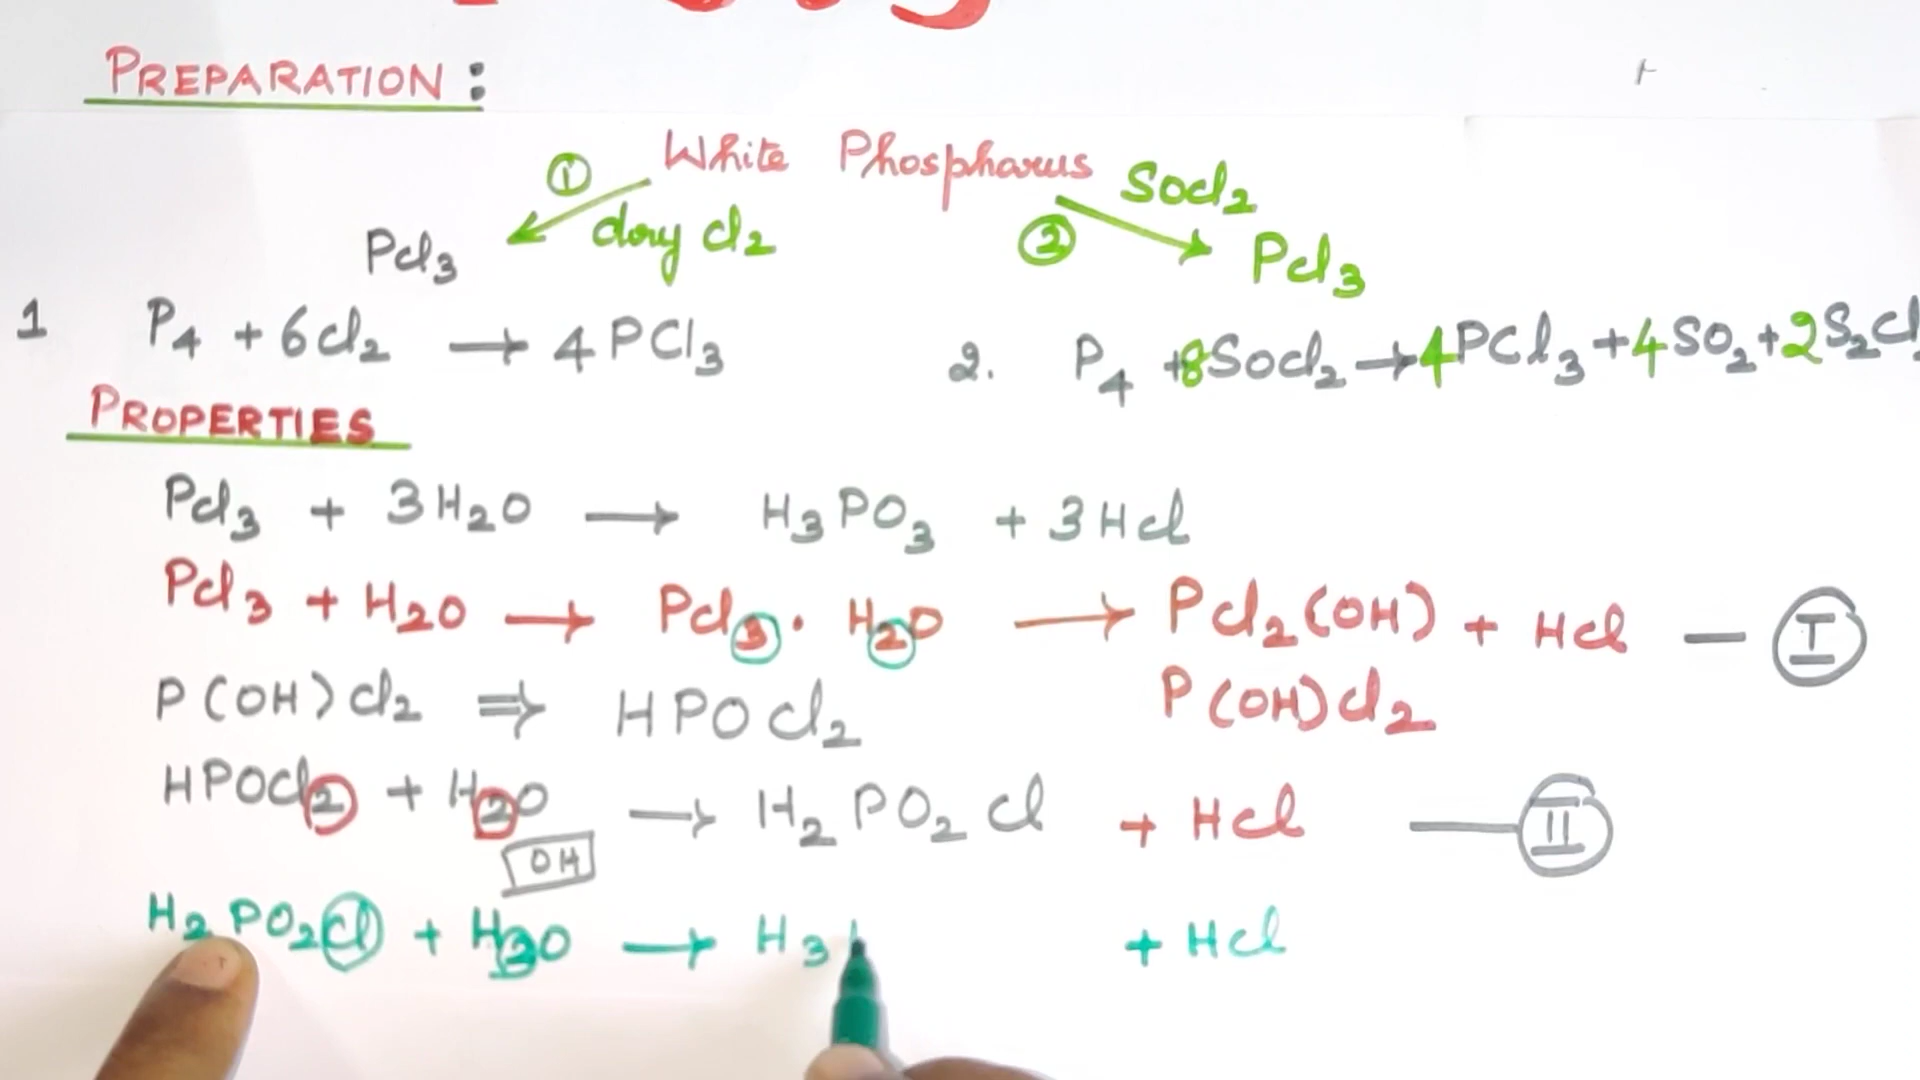 PREPARATION :
White Phosphorus
① dry Cl2
② SOCl2
PCl3
PCl3
1 P4 + 6Cl2 → 4PCl3
2. P4 + 8SOCl2 → 4PCl3 + 4SO2 + 2S2Cl
PROPERTIES
PCl3 + 3H2O → H3PO3 + 3HCl
PCl3 + H2O → PCl3 · H2O → PCl2(OH) + HCl — I
P(OH)Cl2
P(OH)Cl2 ⇒ HPOCl2
HPOCl2 + H2O → H2PO2Cl + HCl — II
OH
H2PO2Cl + H2O → H3 + HCl